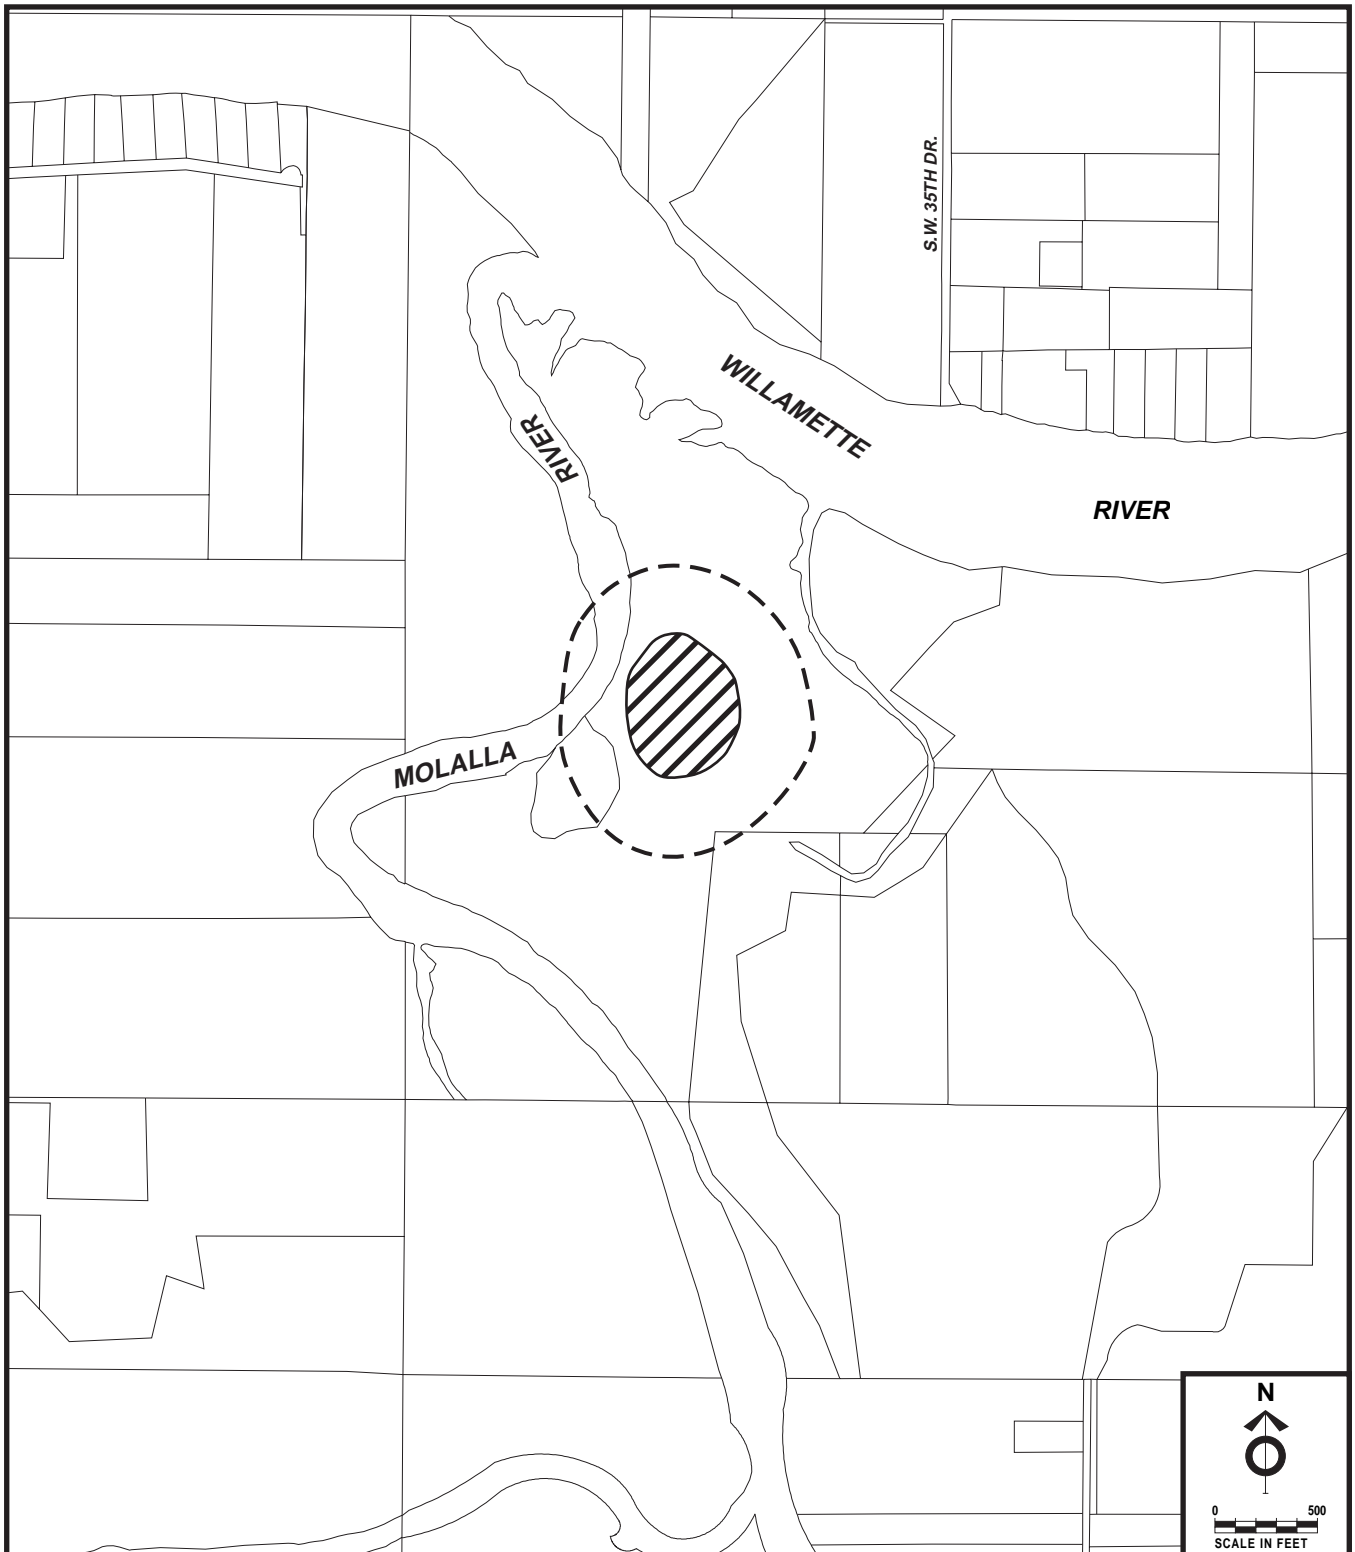 S.W. 35TH DR.
WILLAMETTE
RIVER
RIVER
MOLALLA
N
0 500
SCALE IN FEET